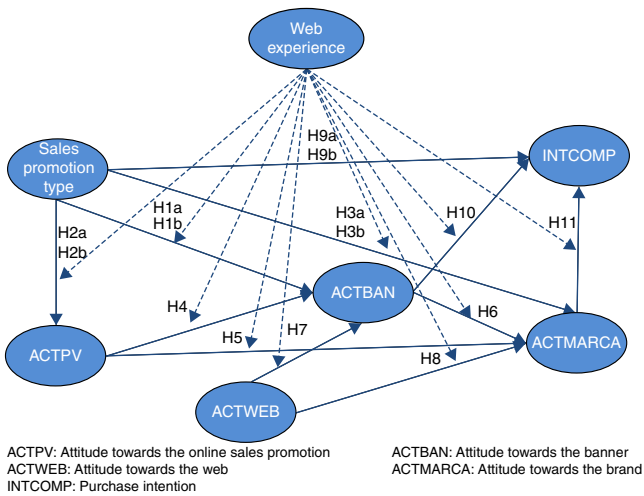 Web
experience
Sales
promotion
type
H9a
H9b
INTCOMP
H2a
H2b
H1a
H1b
H3a
H3b
H10
H11
ACTBAN
H4
H5
H7
H6
H8
ACTPV
ACTMARCA
ACTWEB
ACTPV: Attitude towards the online sales promotion
ACTWEB: Attitude towards the web
INTCOMP: Purchase intention
ACTBAN: Attitude towards the banner
ACTMARCA: Attitude towards the brand